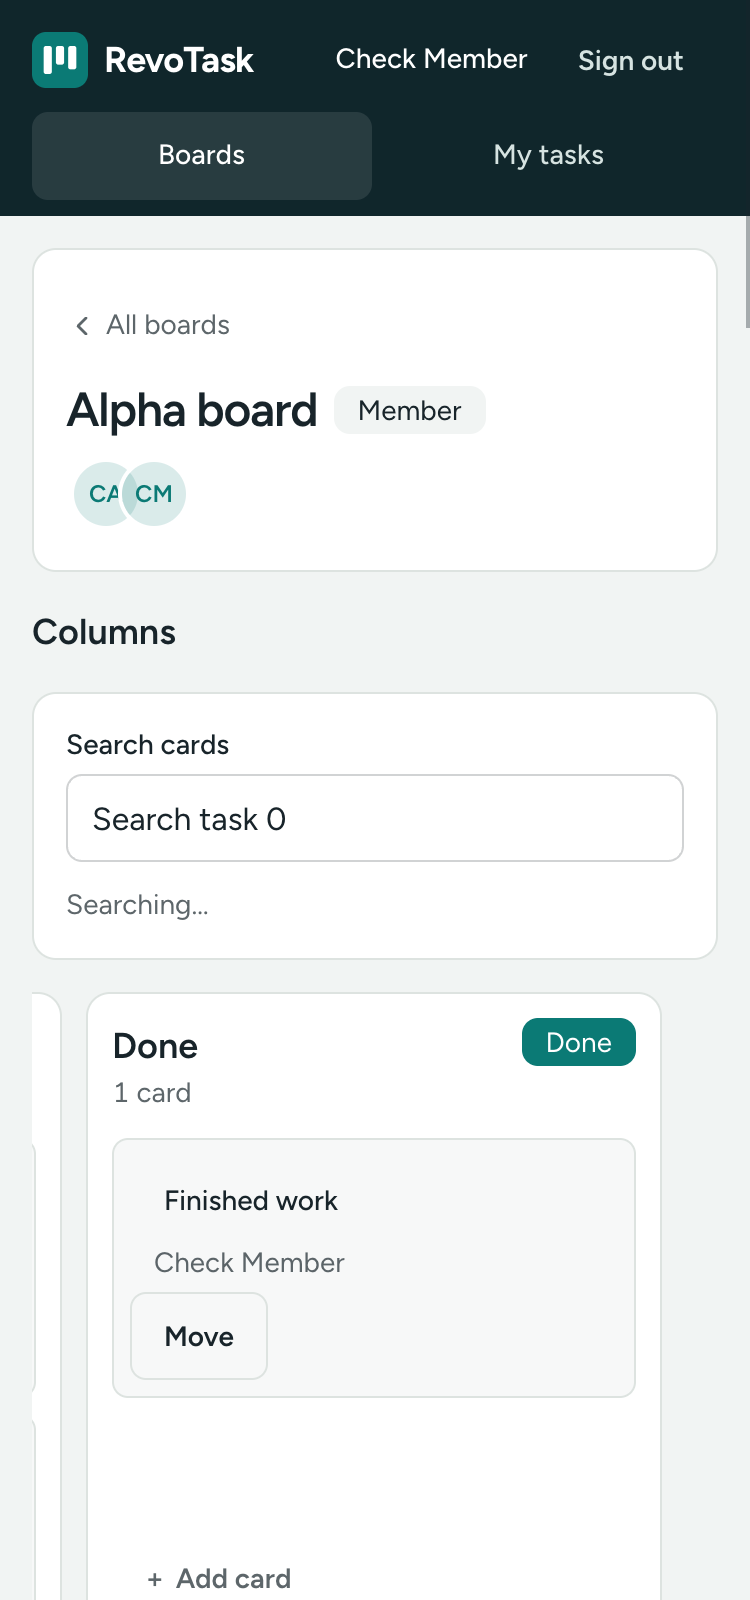 RevoTask
Check Member
Sign out
Boards
My tasks
All boards
Alpha board
Member
CA
CM
Columns
Search cards
Search task 0
Searching...
Done
Done
1 card
Finished work
Check Member
Move
+ Add card